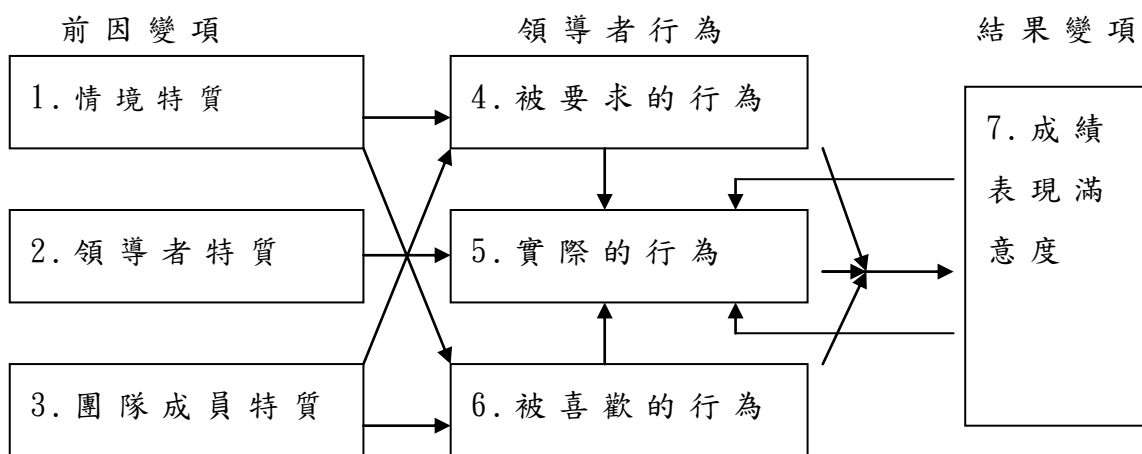 前因變項
領導者行為
結果變項
1.情境特質
4.被要求的行為
7.成績
表現滿
意度
2.領導者特質
5.實際的行為
3.團隊成員特質
6.被喜歡的行為